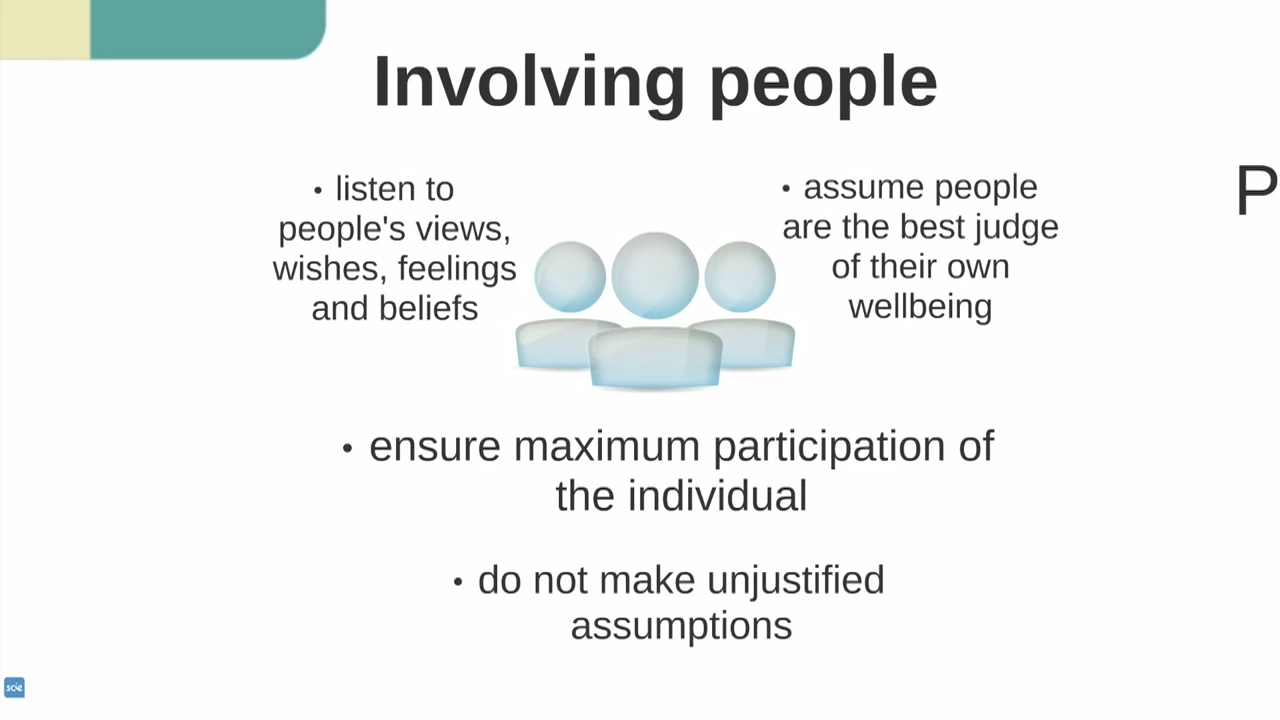 Involving people
• listen to
people's views,
wishes, feelings
and beliefs
• assume people
are the best judge
of their own
wellbeing
P
• ensure maximum participation of
the individual
• do not make unjustified
assumptions
scie